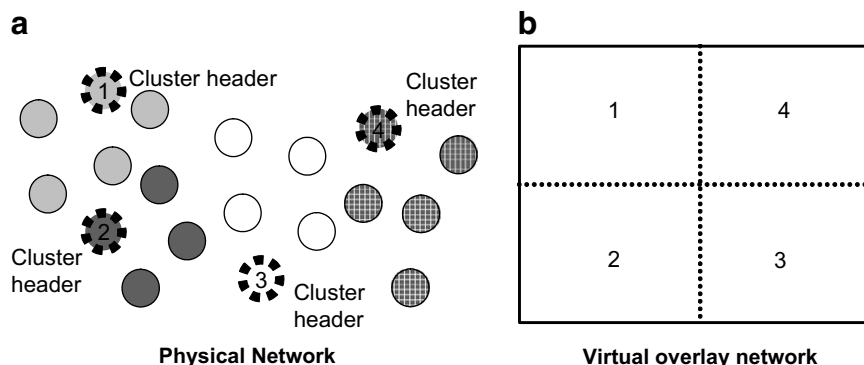 a
1
Cluster header
Cluster
header
4
2
Cluster
header
3
Cluster
header
Physical Network
b
1
4
2
3
Virtual overlay network